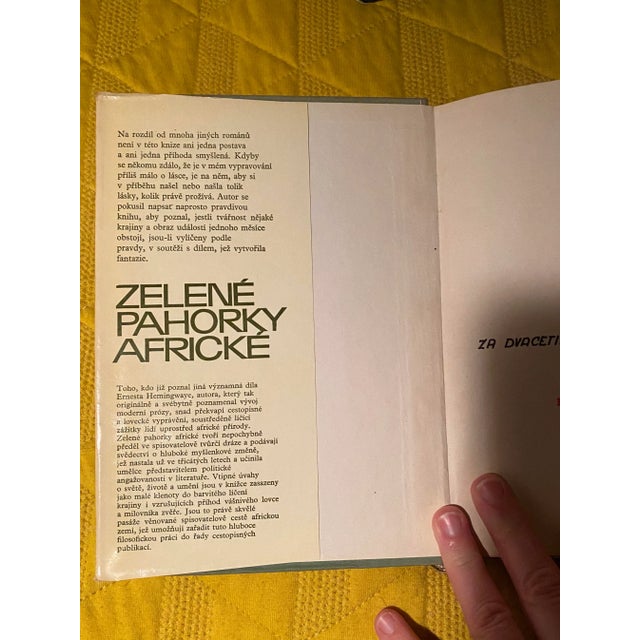 Na rozdíl od mnoha jiných románů
není v této knize ani jedna postava
a ani jedna příhoda smyšlená. Kdyby
se někomu zdálo, že je v mém vypravování
příliš málo o lásce, je na něm, aby si
v příběhu našel nebo našla tolik
lásky, kolik právě prožívá. Autor se
pokusil napsat naprosto pravdivou
knihu, aby poznal, jestli tvářnost nějaké
krajiny a obraz událostí jednoho měsíce
obstojí, jsou-li vylíčeny podle
pravdy, v soutěži s dílem, jež vytvořila
fantazie.
ZELENÉ
PAHORKY
AFRICKÉ
Toho, kdo již poznal jiná významná díla
Ernesta Hemingwaye, autora, který tak
originálně a svébytně poznamenal vývoj
moderní prózy, snad překvapí cestopisné
a lovecké vyprávění, soustředěně líčící
zážitky lidí uprostřed africké přírody.
Zelené pahorky africké tvoří nepochybně
předěl ve spisovatelově tvůrčí dráze a podávají
svědectví o hluboké myšlenkové změně,
jež nastala už ve třicátých letech a učinila
umělce představitelem politické
angažovanosti v literatuře. Vtipné úvahy
o světě, životě a umění jsou v knížce zasazeny
jako malé klenoty do barvitého líčení
krajiny i vzrušujících příhod vášnivého lovce
a milovníka zvěře. Jsou to právě skvělé
pasáže věnované spisovatelově cestě africkou
zemí, jež umožňují zařadit tuto hluboce
filosofickou práci do řady cestopisných
publikací.
ZA DVACETI